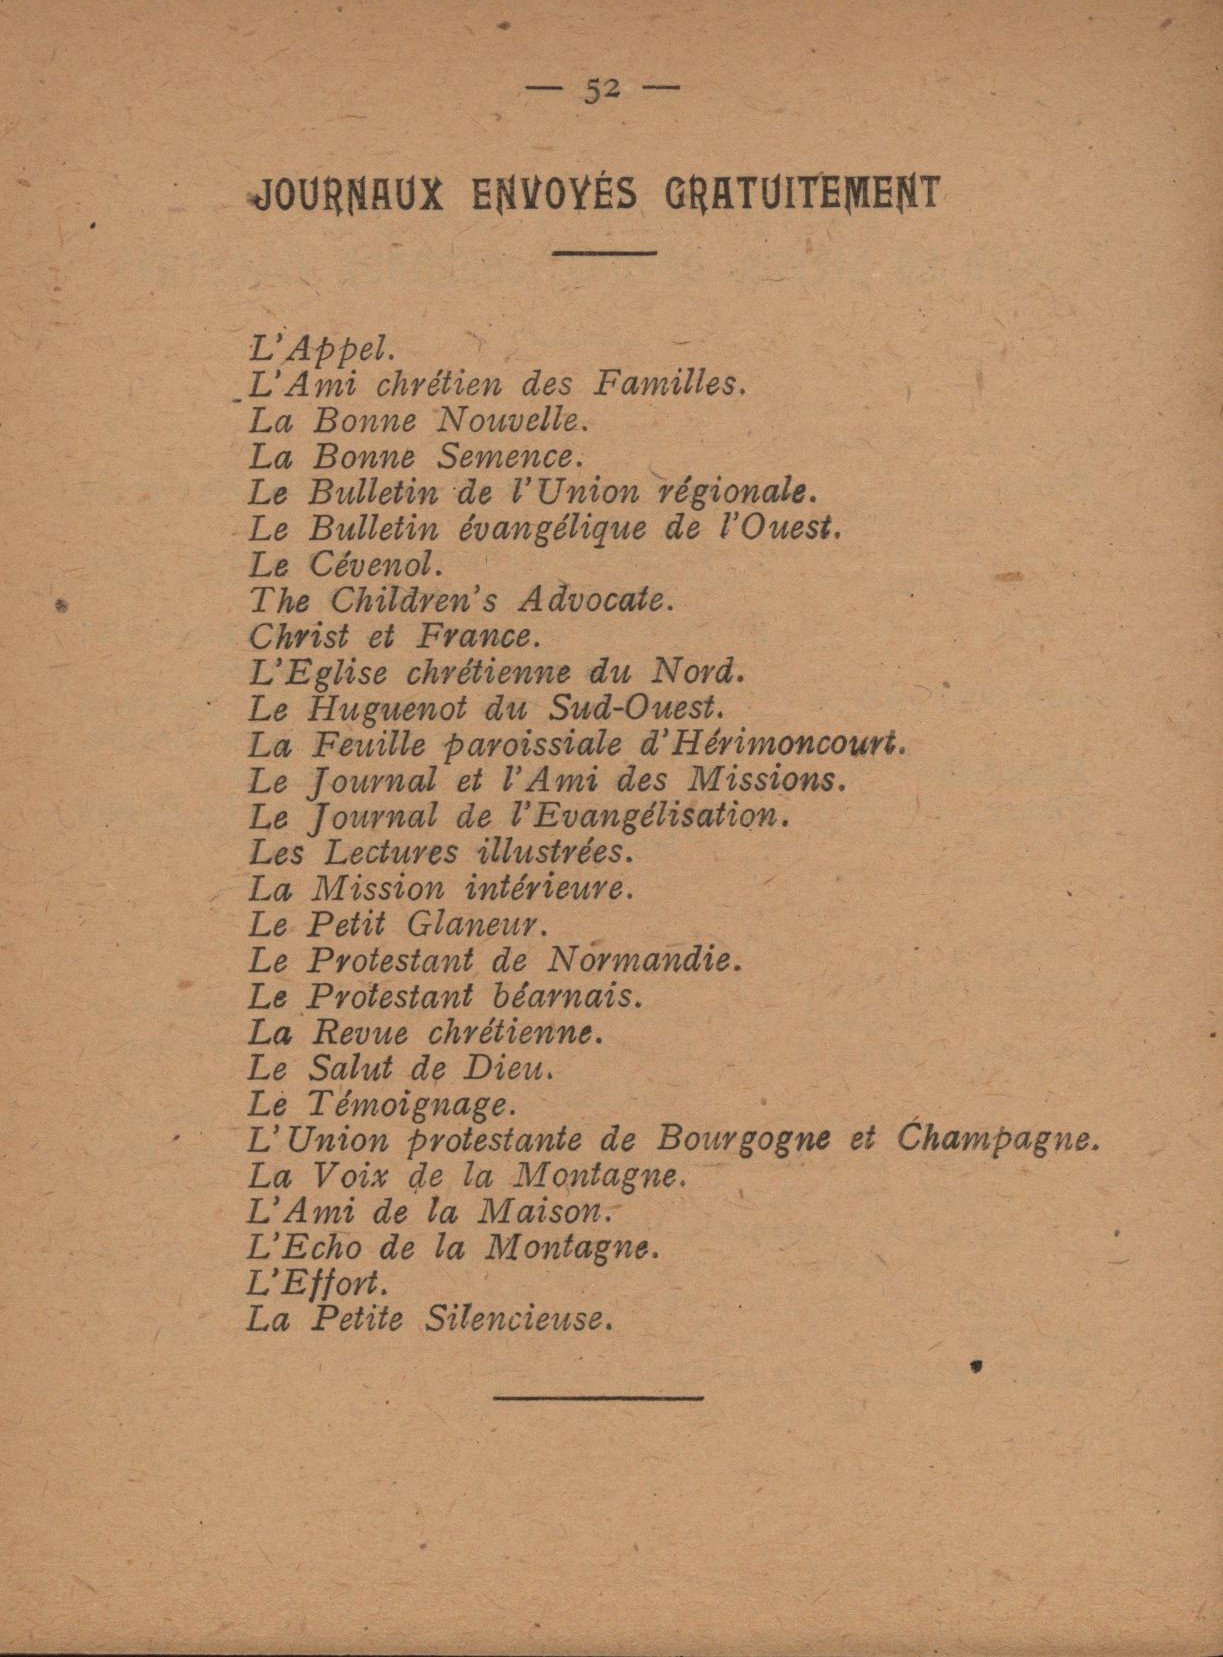 — 52 —
JOURNAUX ENVOYÉS GRATUITEMENT
L'Appel.
L'Ami chrétien des Familles.
La Bonne Nouvelle.
La Bonne Semence.
Le Bulletin de l'Union régionale.
Le Bulletin évangélique de l'Ouest.
Le Cévenol.
The Children's Advocate.
Christ et France.
L'Eglise chrétienne du Nord.
Le Huguenot du Sud-Ouest.
La Feuille paroissiale d'Hérimoncourt.
Le Journal et l'Ami des Missions.
Le Journal de l'Evangélisation.
Les Lectures illustrées.
La Mission intérieure.
Le Petit Glaneur.
Le Protestant de Normandie.
Le Protestant béarnais.
La Revue chrétienne.
Le Salut de Dieu.
Le Témoignage.
L'Union protestante de Bourgogne et Champagne.
La Voix de la Montagne.
L'Ami de la Maison.
L'Echo de la Montagne.
L'Effort.
La Petite Silencieuse.